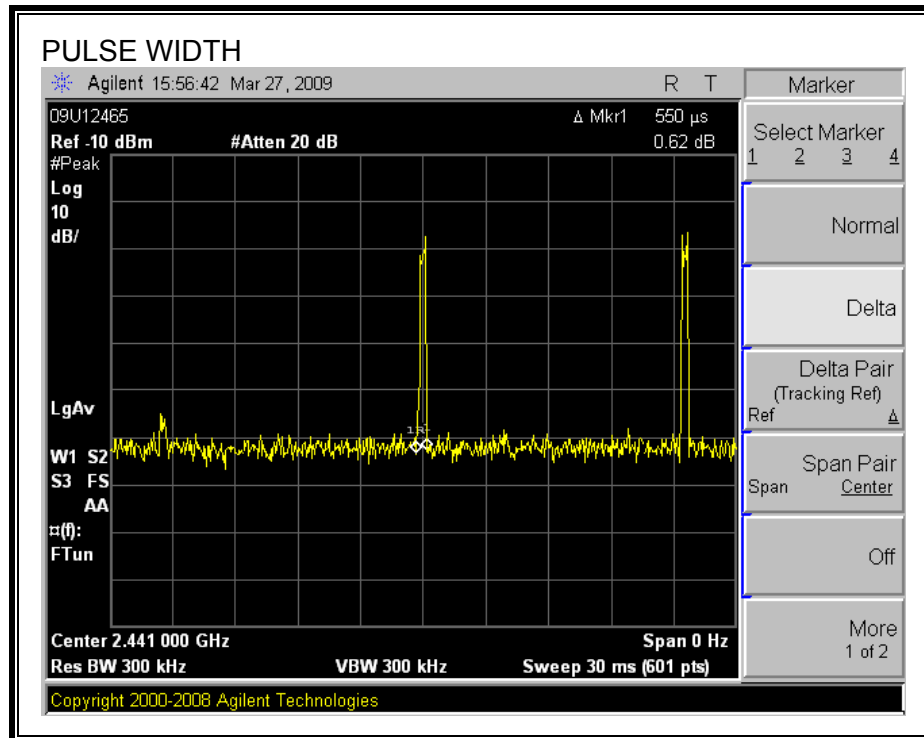 PULSE WIDTH
Agilent 15:56:42 Mar 27, 2009 R T
Marker
09U12465 Δ Mkr1 550 µs
Ref -10 dBm #Atten 20 dB 0.62 dB
#Peak
Log
10
dB/
LgAv
W1 S2
S3 FS
AA
¤(f):
FTun
1R
Center 2.441 000 GHz Span 0 Hz
Res BW 300 kHz VBW 300 kHz Sweep 30 ms (601 pts)
Copyright 2000-2008 Agilent Technologies
Select Marker
1 2 3 4
Normal
Delta
Delta Pair
(Tracking Ref)
Ref Δ
Span Pair
Span Center
Off
More
1 of 2